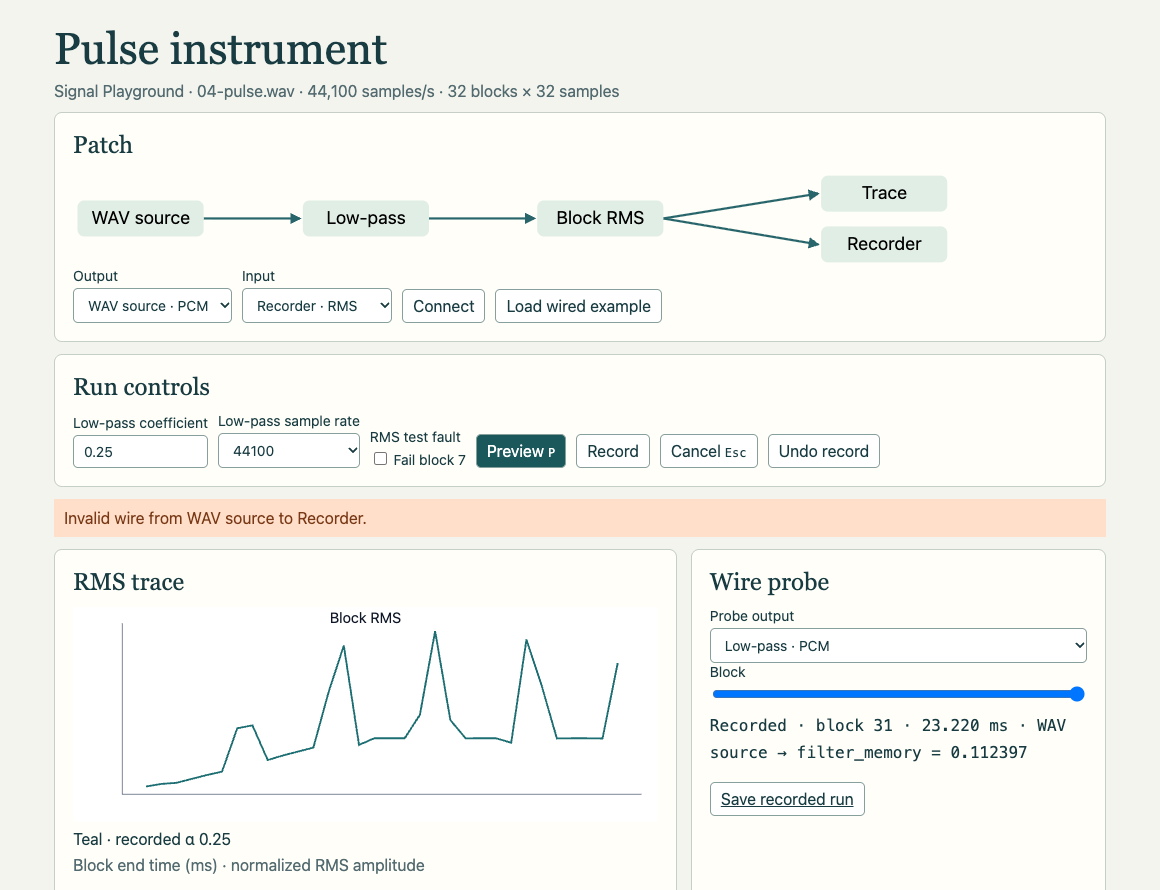 Pulse instrument
Signal Playground · 04-pulse.wav · 44,100 samples/s · 32 blocks × 32 samples
Patch
WAV source
Low-pass
Block RMS
Trace
Recorder
Output
Input
WAV source · PCM
Recorder · RMS
Connect
Load wired example
Run controls
Low-pass coefficient
Low-pass sample rate
RMS test fault
0.25
44100
Fail block 7
Preview P
Record
Cancel Esc
Undo record
Invalid wire from WAV source to Recorder.
RMS trace
Block RMS
Teal · recorded α 0.25
Block end time (ms) · normalized RMS amplitude
Wire probe
Probe output
Low-pass · PCM
Block
Recorded · block 31 · 23.220 ms · WAV
source → filter_memory = 0.112397
Save recorded run